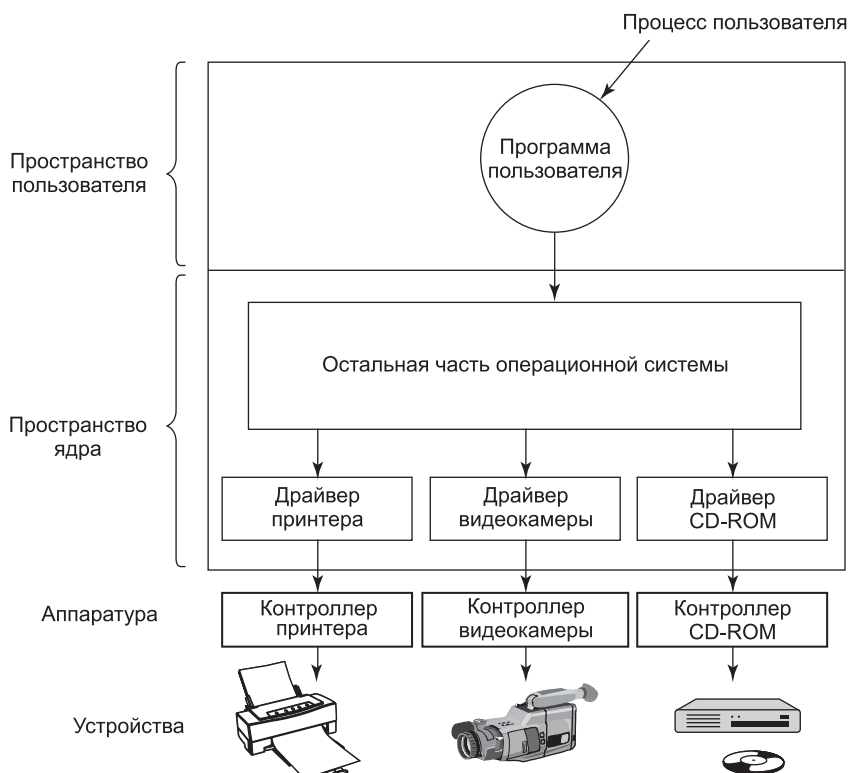 Процесс пользователя
Программа
пользователя
Пространство
пользователя
Остальная часть операционной системы
Пространство
ядра
Драйвер
принтера
Драйвер
видеокамеры
Драйвер
CD-ROM
Аппаратура
Контроллер
принтера
Контроллер
видеокамеры
Контроллер
CD-ROM
Устройства